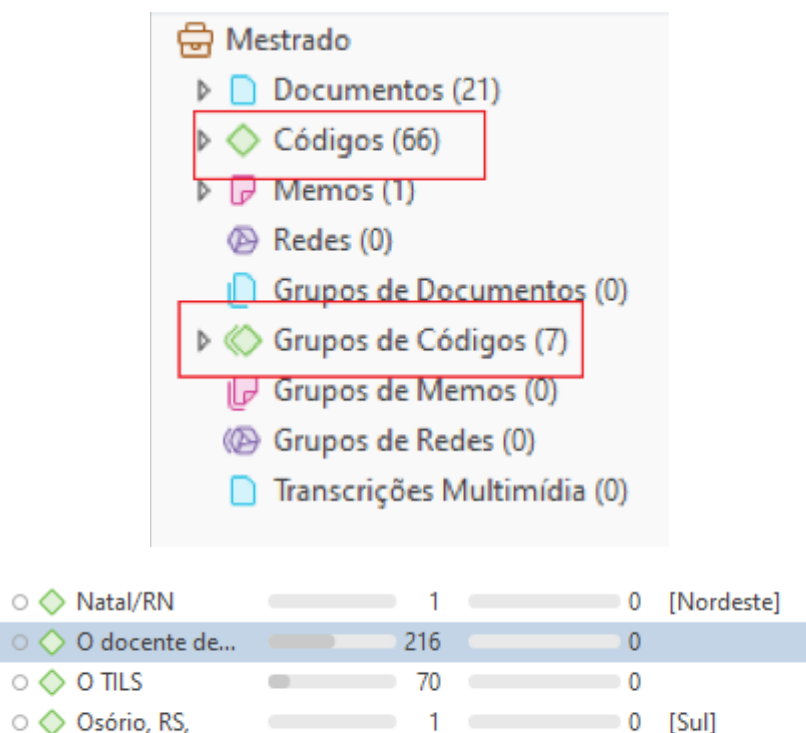 Mestrado
Documentos (21)
Códigos (66)
Memos (1)
Redes (0)
Grupos de Documentos (0)
Grupos de Códigos (7)
Grupos de Memos (0)
Grupos de Redes (0)
Transcrições Multimídia (0)
Natal/RN 1 0 [Nordeste]
O docente de... 216 0
O TILS 70 0
Osório, RS, 1 0 [Sul]